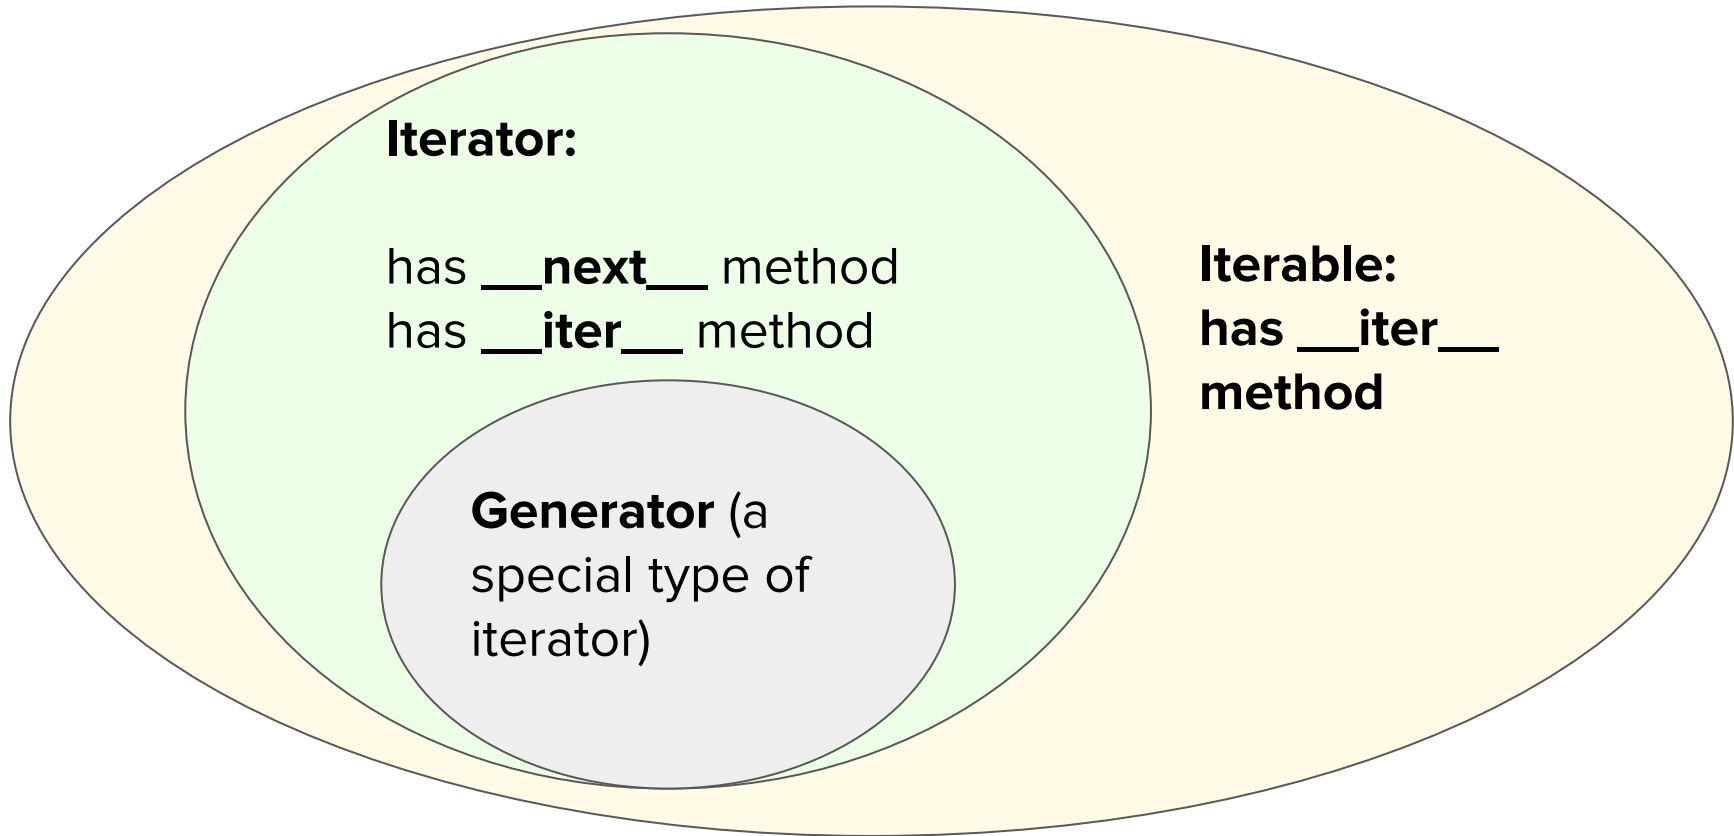 Iterator:
has __next__ method
has __iter__ method
Iterable:
has __iter__
method
Generator (a
special type of
iterator)